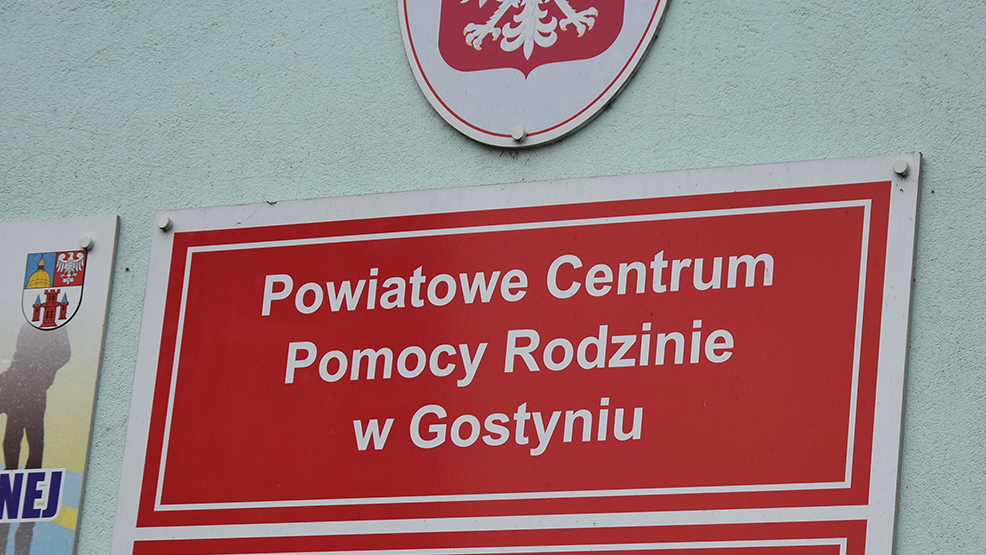 Powiatowe Centrum
Pomocy Rodzinie
w Gostyniu
NEJ